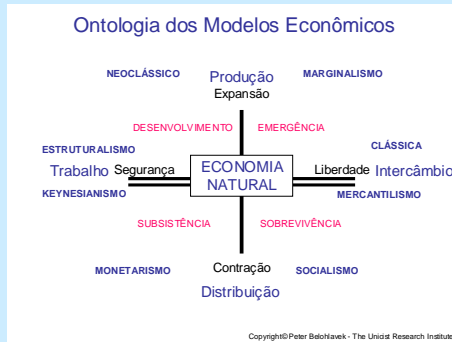 Ontologia dos Modelos Econômicos
NEOCLÁSSICO
Produção
MARGINALISMO
Expansão
DESENVOLVIMENTO
EMERGÊNCIA
ESTRUTURALISMO
CLÁSSICA
Trabalho
Segurança
ECONOMIA
NATURAL
Liberdade
Intercâmbio
KEYNESIANISMO
MERCANTILISMO
SUBSISTÊNCIA
SOBREVIVÊNCIA
MONETARISMO
Contração
SOCIALISMO
Distribuição
Copyright©Peter Belohlavek - The Unicist Research Institute